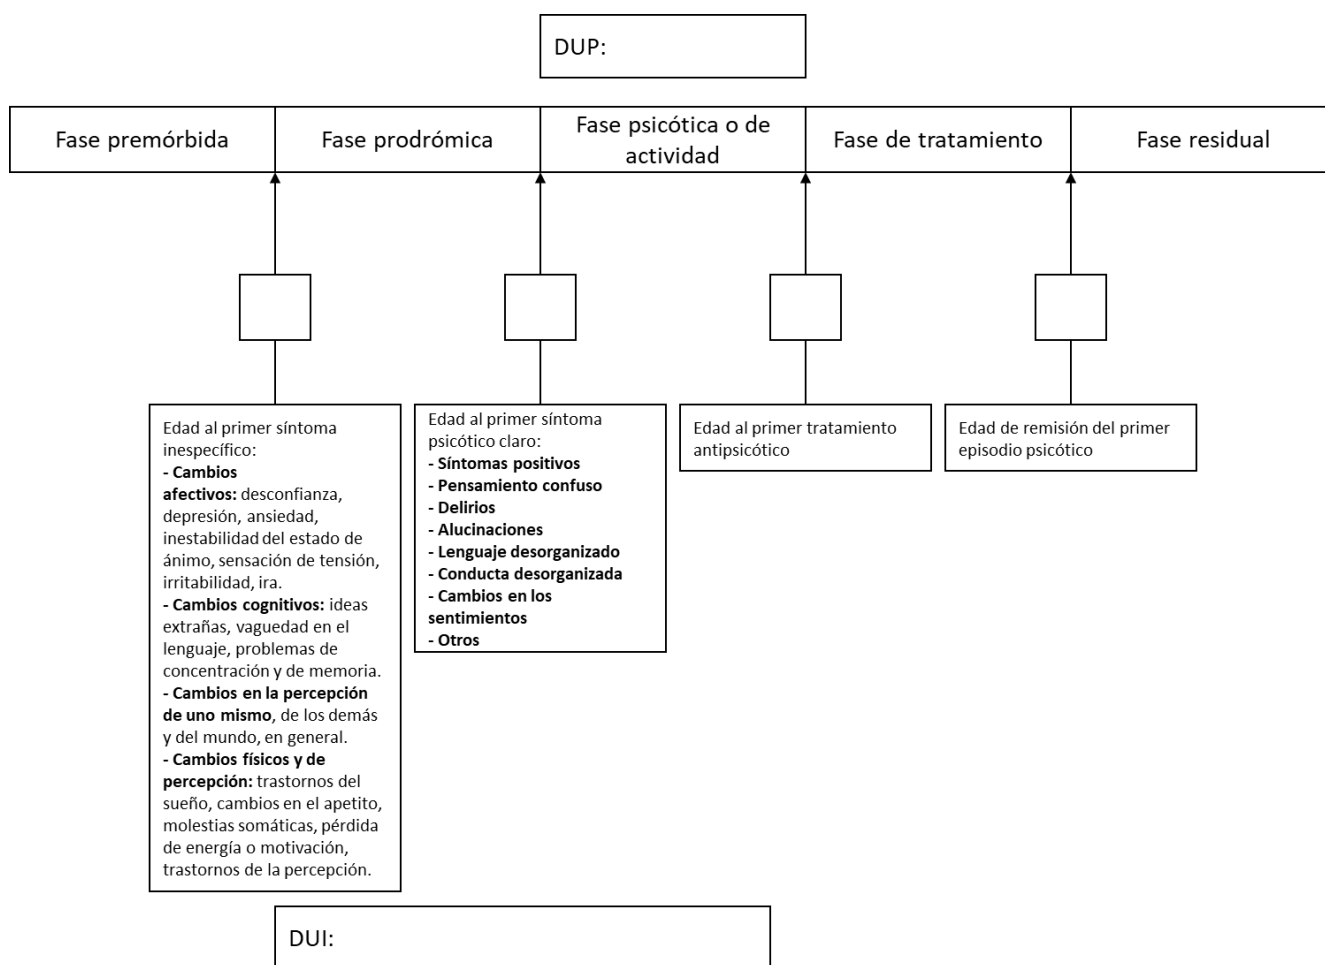 DUP:
Fase premórbida
Fase prodrómica
Fase psicótica o de
actividad
Fase de tratamiento
Fase residual
Edad al primer síntoma
inespecífico:
- Cambios
afectivos: desconfianza,
depresión, ansiedad,
inestabilidad del estado de
ánimo, sensación de tensión,
irritabilidad, ira.
- Cambios cognitivos: ideas
extrañas, vaguedad en el
lenguaje, problemas de
concentración y de memoria.
- Cambios en la percepción
de uno mismo, de los demás
y del mundo, en general.
- Cambios físicos y de
percepción: trastornos del
sueño, cambios en el apetito,
molestias somáticas, pérdida
de energía o motivación,
trastornos de la percepción.
Edad al primer síntoma
psicótico claro:
- Síntomas positivos
- Pensamiento confuso
- Delirios
- Alucinaciones
- Lenguaje desorganizado
- Conducta desorganizada
- Cambios en los
sentimientos
- Otros
Edad al primer tratamiento
antipsicótico
Edad de remisión del primer
episodio psicótico
DUI: